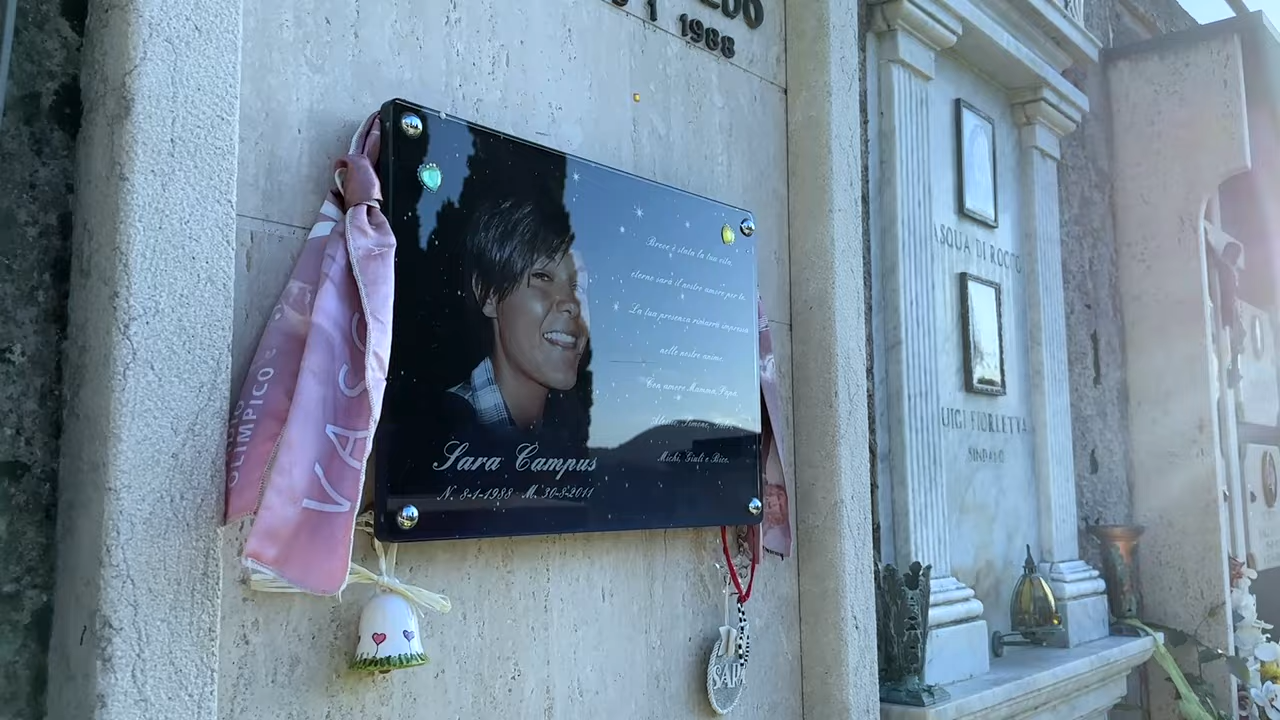 1988
Breve è stata la tua vita,
eterno sarà il nostro amore per te.
La tua presenza rimarrà impressa
nelle nostre anime.
Con amore Mamma, Papà,
Simone,
Michi, Giuli e Bice.
Sara Campus
N. 8-1-1988 M. 30-8-2011
OLIMPICO
VASC
SARA
ASQUA DI ROCCO
UIGI FIORLETTA
SINDACO